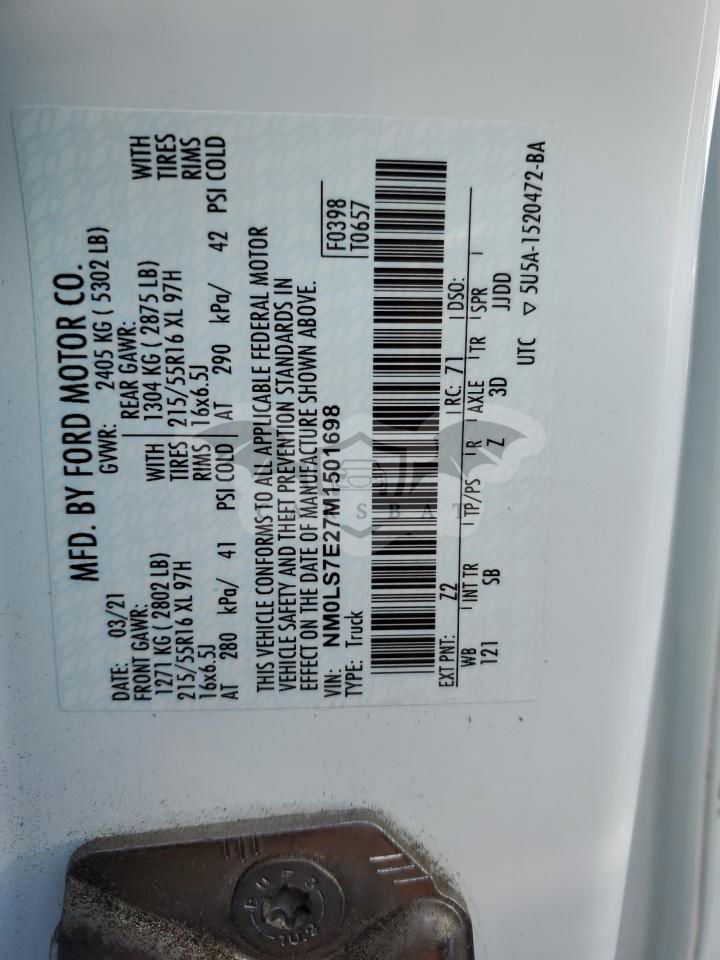 MFD. BY FORD MOTOR CO.
DATE: 03/21 GVWR: 2405 KG ( 5302 LB)
FRONT GAWR: REAR GAWR:
1271 KG ( 2802 LB) WITH 1304 KG ( 2875 LB) WITH
215/55R16 XL 97H TIRES 215/55R16 XL 97H TIRES
16x6.5J RIMS 16x6.5J RIMS
AT 280 kPa/ 41 PSI COLD AT 290 kPa/ 42 PSI COLD
THIS VEHICLE CONFORMS TO ALL APPLICABLE FEDERAL MOTOR
VEHICLE SAFETY AND THEFT PREVENTION STANDARDS IN
EFFECT ON THE DATE OF MANUFACTURE SHOWN ABOVE.
VIN: NM0LS7E27M1501698 F0398
TYPE: Truck T0657
EXT PNT: Z2 RC: 71 DSO:
WB INT TR TP/PS R AXLE TR SPR
121 SB Z 3D JJDD
UTC ▽ 5U5A-1520472-BA
BUFO
10.9